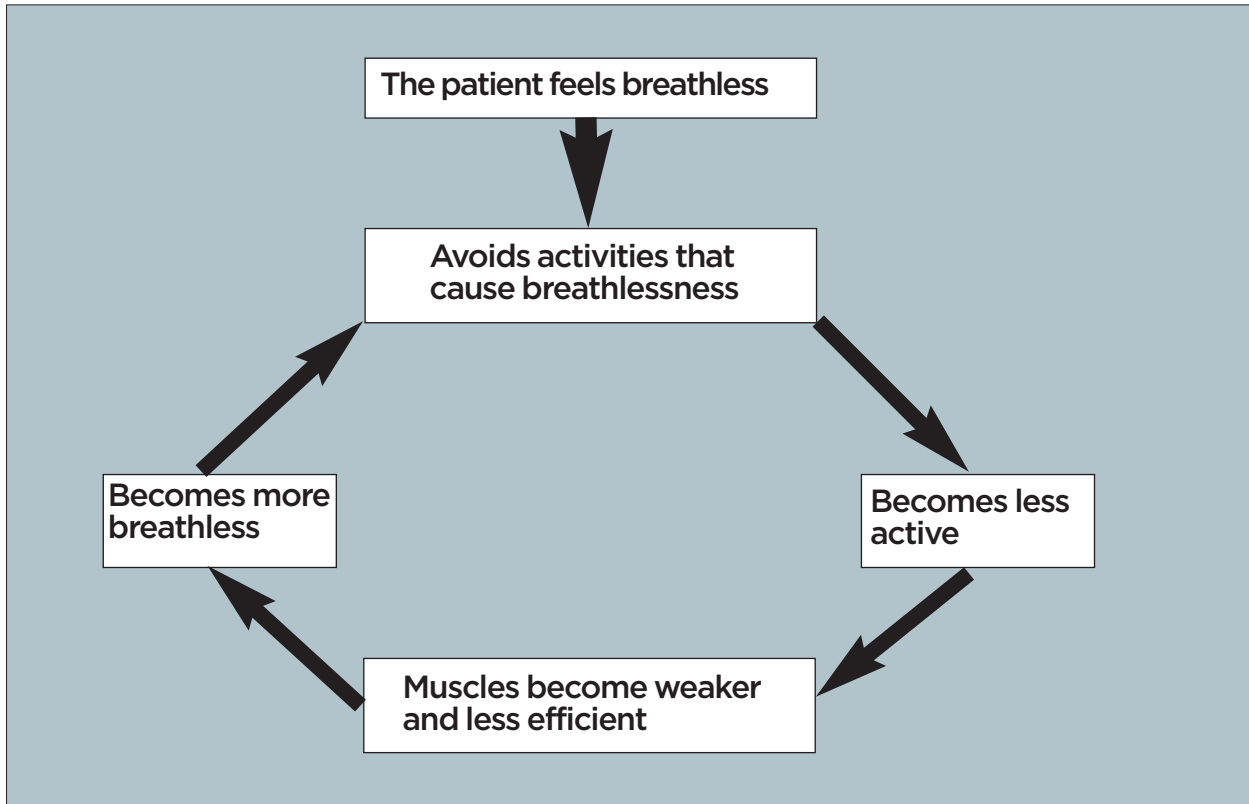 The patient feels breathless
Avoids activities that
cause breathlessness
Becomes more
breathless
Becomes less
active
Muscles become weaker
and less efficient